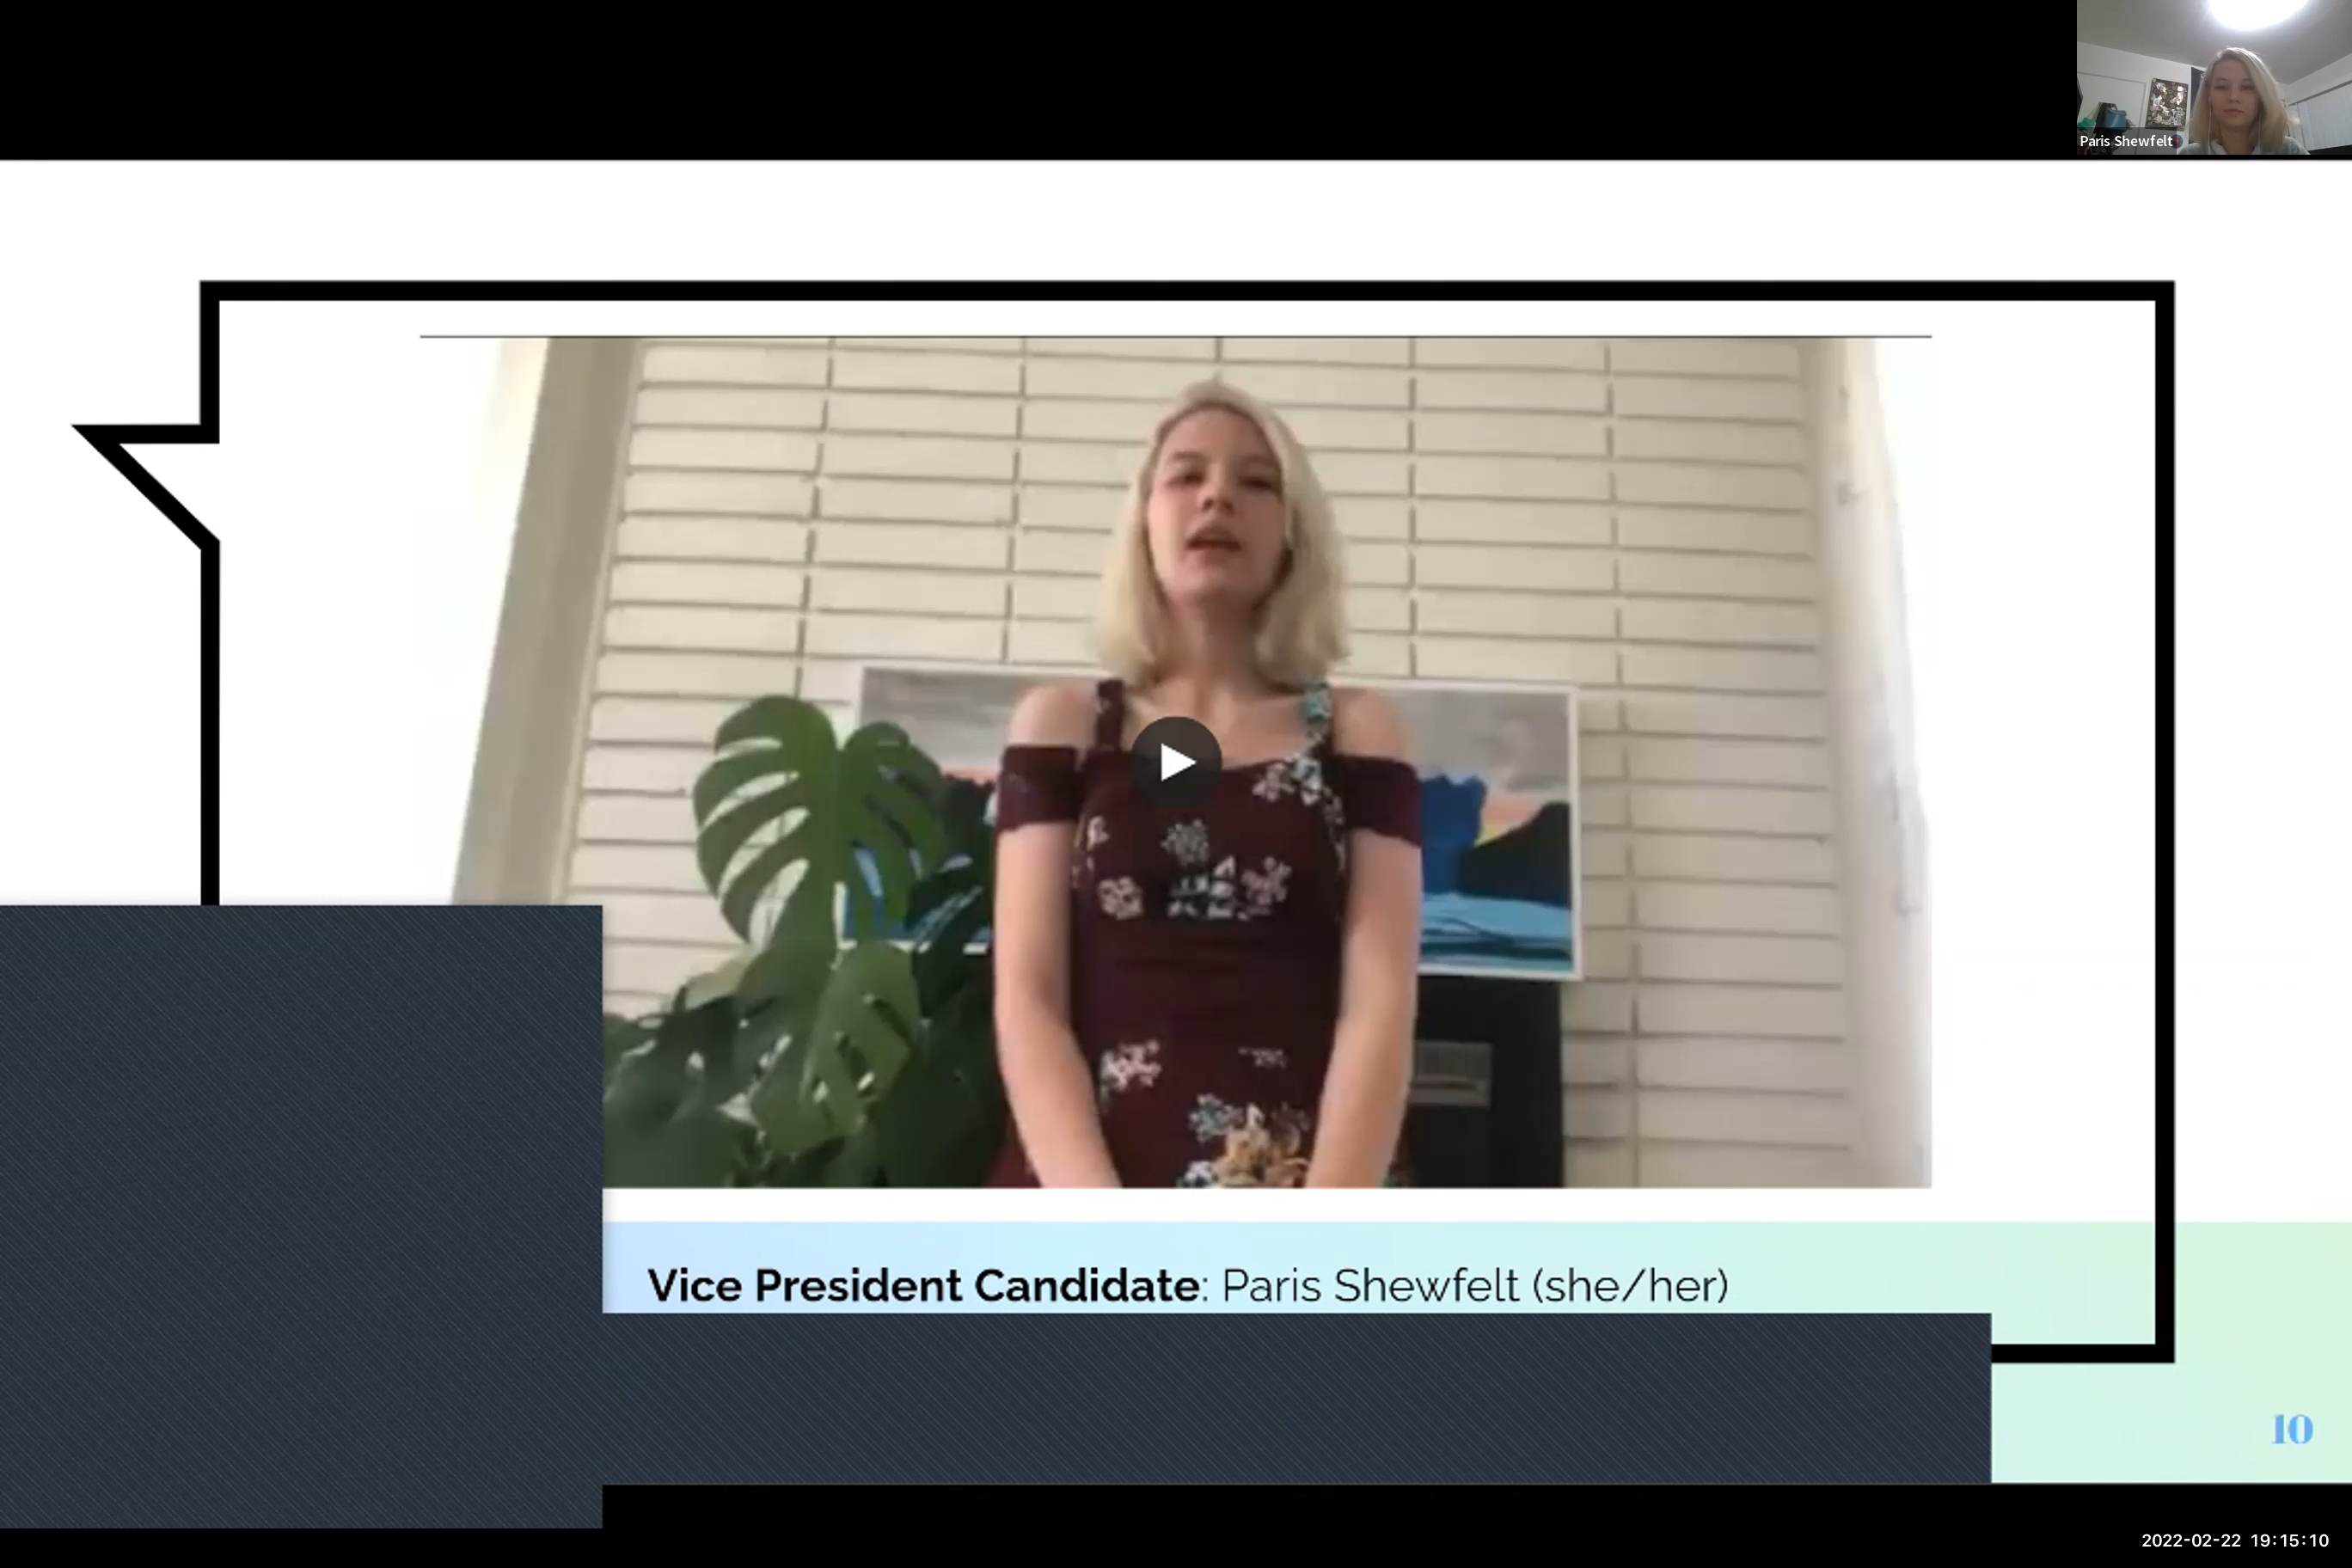 Paris Shewfelt
Vice President Candidate: Paris Shewfelt (she/her)
10
2022-02-22 19:15:10